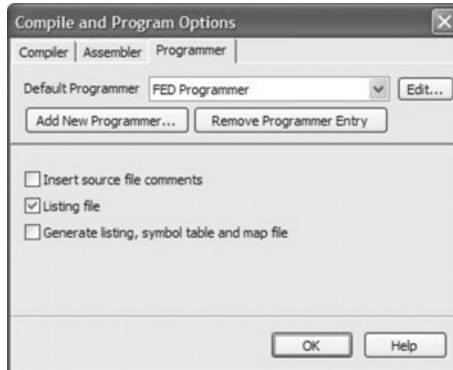 Compile and Program Options
Compiler Assembler Programmer
Default Programmer FED Programmer Edit...
Add New Programmer... Remove Programmer Entry
Insert source file comments
Listing file
Generate listing, symbol table and map file
OK Help